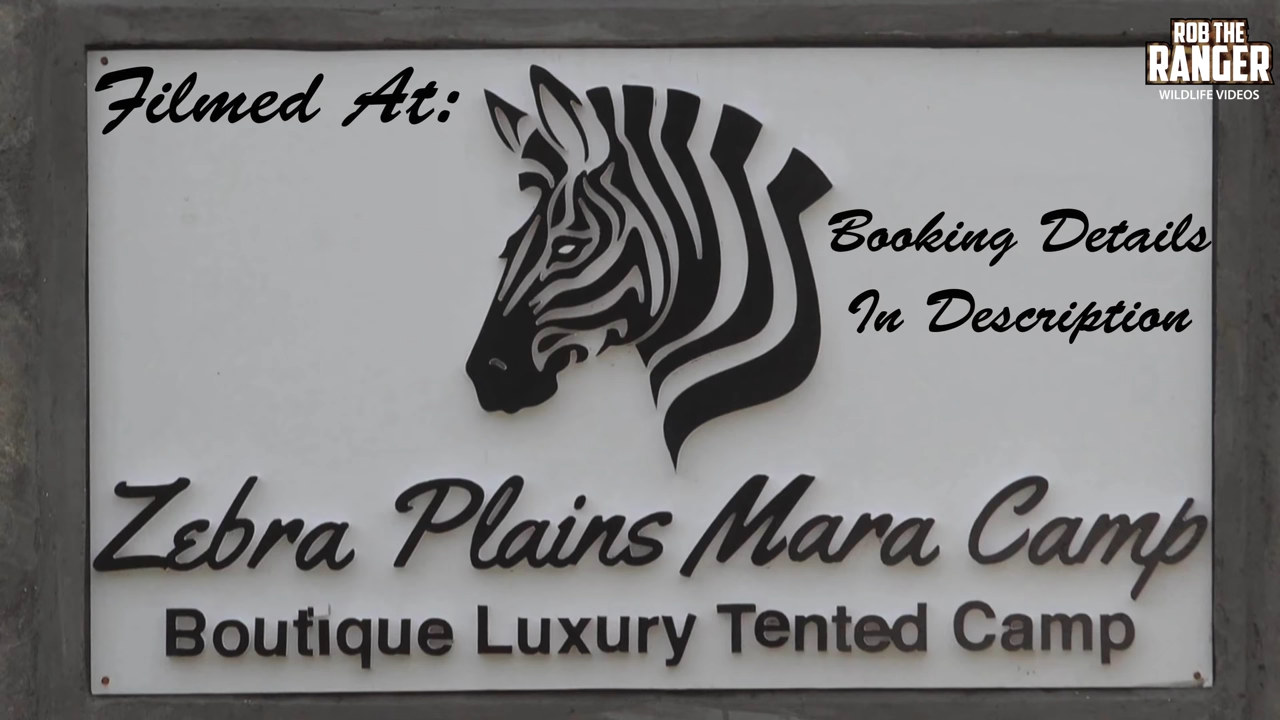 Filmed At:
ROB THE
RANGER
WILDLIFE VIDEOS
Booking Details
In Description
Zebra Plains Mara Camp
Boutique Luxury Tented Camp